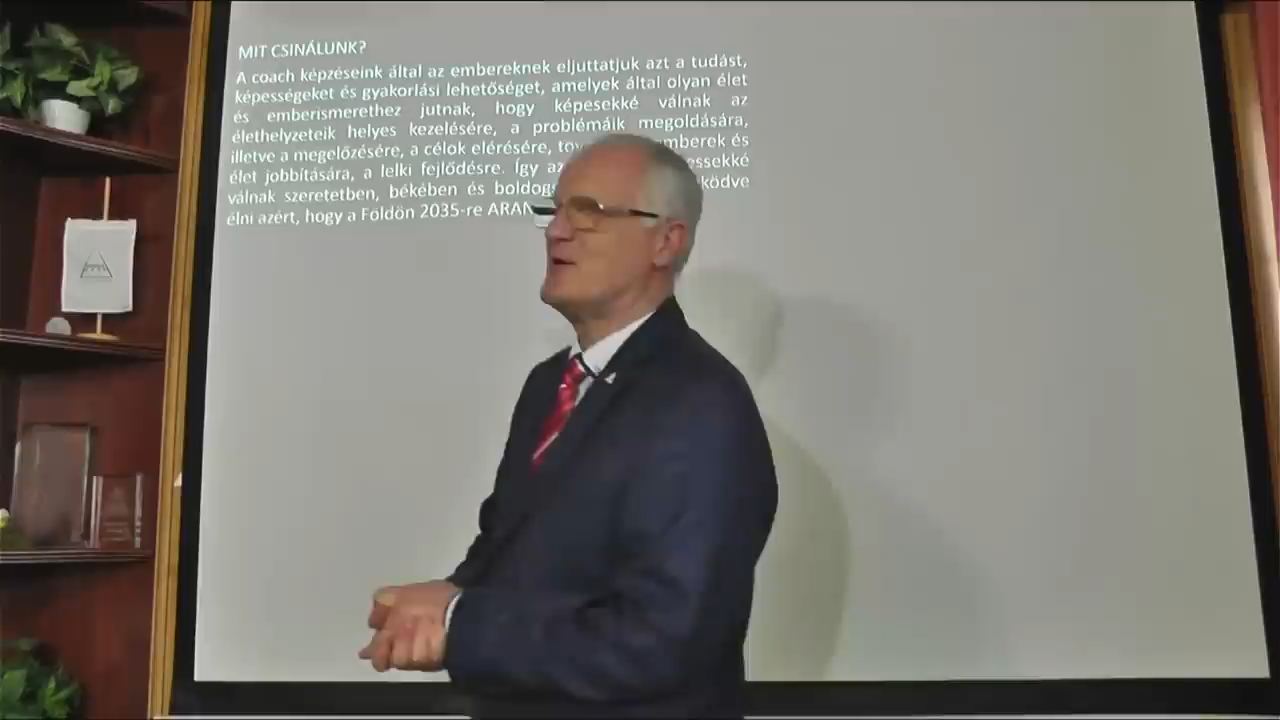 MIT CSINÁLUNK?
A coach képzéseink által az embereknek eljuttatjuk azt a tudást,
képességeket és gyakorlási lehetőséget, amelyek által olyan élet
és emberismerethez jutnak, hogy képesekké válnak az
élethelyzeteik helyes kezelésére, a problémáik megoldására,
illetve a megelőzésére, a célok elérésére, emberek és
élet jobbítására, a lelki fejlődésre. Így
válnak szeretetben, békében és
élni azért, hogy a Földön 2035-re